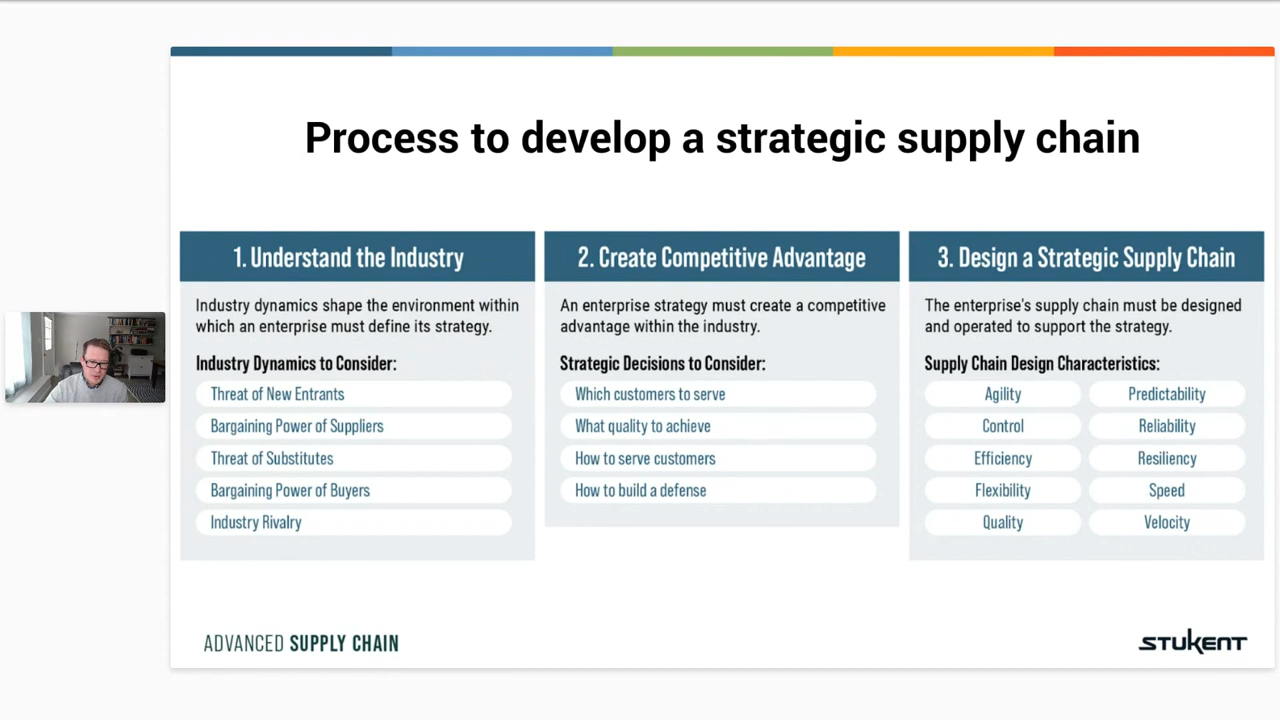 Process to develop a strategic supply chain
1. Understand the Industry
Industry dynamics shape the environment within
which an enterprise must define its strategy.
Industry Dynamics to Consider:
Threat of New Entrants
Bargaining Power of Suppliers
Threat of Substitutes
Bargaining Power of Buyers
Industry Rivalry
2. Create Competitive Advantage
An enterprise strategy must create a competitive
advantage within the industry.
Strategic Decisions to Consider:
Which customers to serve
What quality to achieve
How to serve customers
How to build a defense
3. Design a Strategic Supply Chain
The enterprise's supply chain must be designed
and operated to support the strategy.
Supply Chain Design Characteristics:
Agility
Predictability
Control
Reliability
Efficiency
Resiliency
Flexibility
Speed
Quality
Velocity
ADVANCED SUPPLY CHAIN
STUKENT